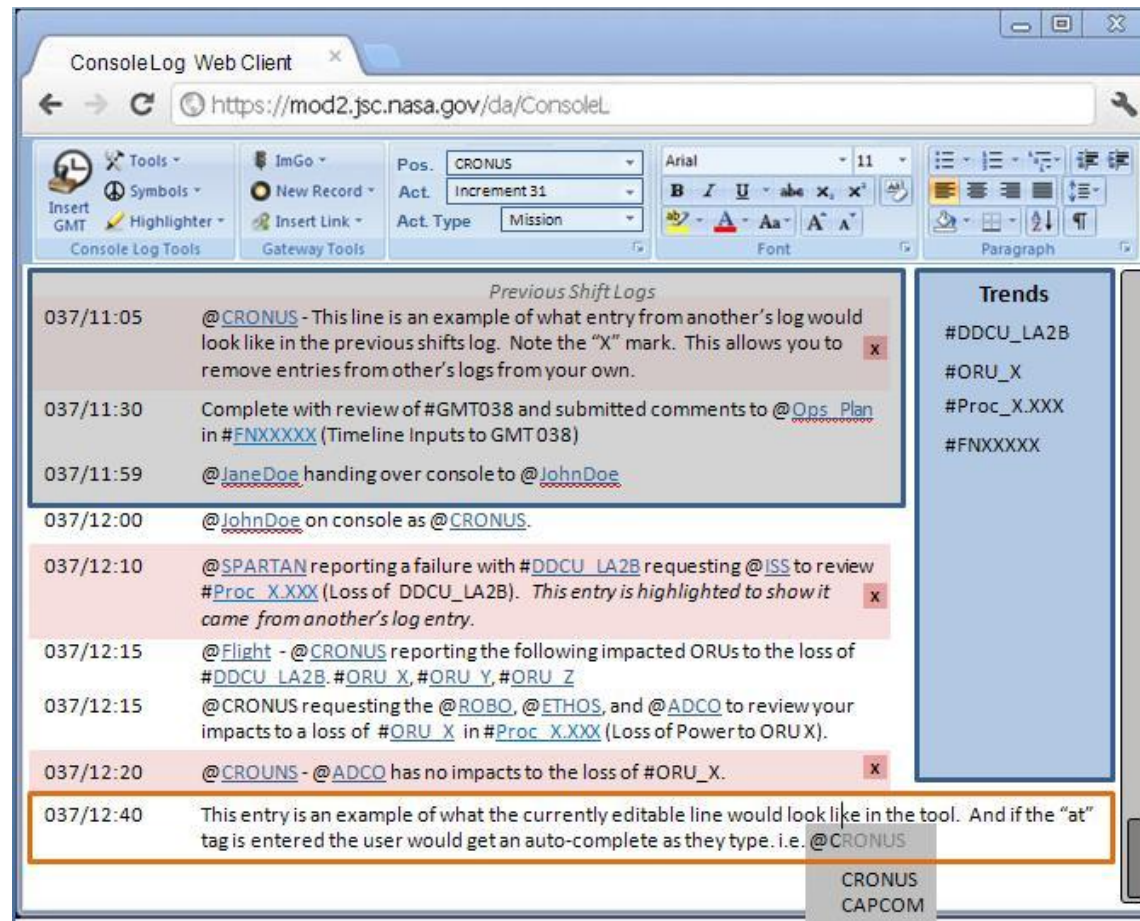 ConsoleLog Web Client
https://mod2.jsc.nasa.gov/da/ConsoleL
Insert
GMT
Tools
Symbols
Highlighter
Console Log Tools
ImGo
New Record
Insert Link
Gateway Tools
Pos. CRONUS
Act. Increment 31
Act. Type Mission
Arial 11
B I U abc x, x²
Aa A A
Font
Paragraph
Previous Shift Logs
037/11:05 @CRONUS - This line is an example of what entry from another's log would
look like in the previous shifts log. Note the "X" mark. This allows you to
remove entries from other's logs from your own.
x
037/11:30 Complete with review of #GMT038 and submitted comments to @Ops_Plan
in #FNXXXXX (Timeline Inputs to GMT 038)
037/11:59 @JaneDoe handing over console to @JohnDoe
037/12:00 @JohnDoe on console as @CRONUS.
037/12:10 @SPARTAN reporting a failure with #DDCU_LA2B requesting @ISS to review
#Proc_X.XXX (Loss of DDCU_LA2B). This entry is highlighted to show it
came from another's log entry.
x
037/12:15 @Flight - @CRONUS reporting the following impacted ORUs to the loss of
#DDCU_LA2B. #ORU_X, #ORU_Y, #ORU_Z
037/12:15 @CRONUS requesting the @ROBO, @ETHOS, and @ADCO to review your
impacts to a loss of #ORU_X in #Proc_X.XXX (Loss of Power to ORU X).
037/12:20 @CROUNS - @ADCO has no impacts to the loss of #ORU_X.
x
037/12:40 This entry is an example of what the currently editable line would look like in the tool. And if the "at"
tag is entered the user would get an auto-complete as they type. i.e. @CRONUS
CRONUS
CAPCOM
Trends
#DDCU_LA2B
#ORU_X
#Proc_X.XXX
#FNXXXXX